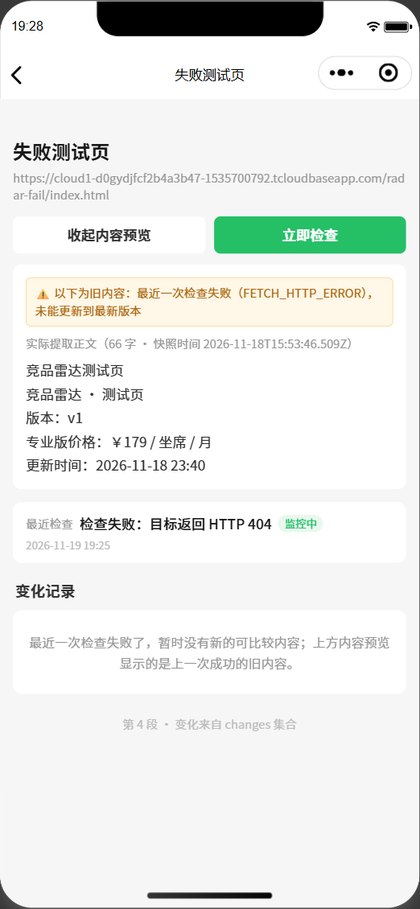 19:28
失败测试页
失败测试页
https://cloud1-d0gydjfcf2b4a3b47-1535700792.tcloudbaseapp.com/rad
ar-fail/index.html
收起内容预览
立即检查
⚠️ 以下为旧内容：最近一次检查失败（FETCH_HTTP_ERROR），
未能更新到最新版本
实际提取正文（66 字 · 快照时间 2026-11-18T15:53:46.509Z）
竞品雷达测试页
竞品雷达 · 测试页
版本：v1
专业版价格：￥179 / 坐席 / 月
更新时间：2026-11-18 23:40
最近检查 检查失败：目标返回 HTTP 404 监控中
2026-11-19 19:25
变化记录
最近一次检查失败了，暂时没有新的可比较内容；上方内容预览
显示的是上一次成功的旧内容。
第 4 段 · 变化来自 changes 集合